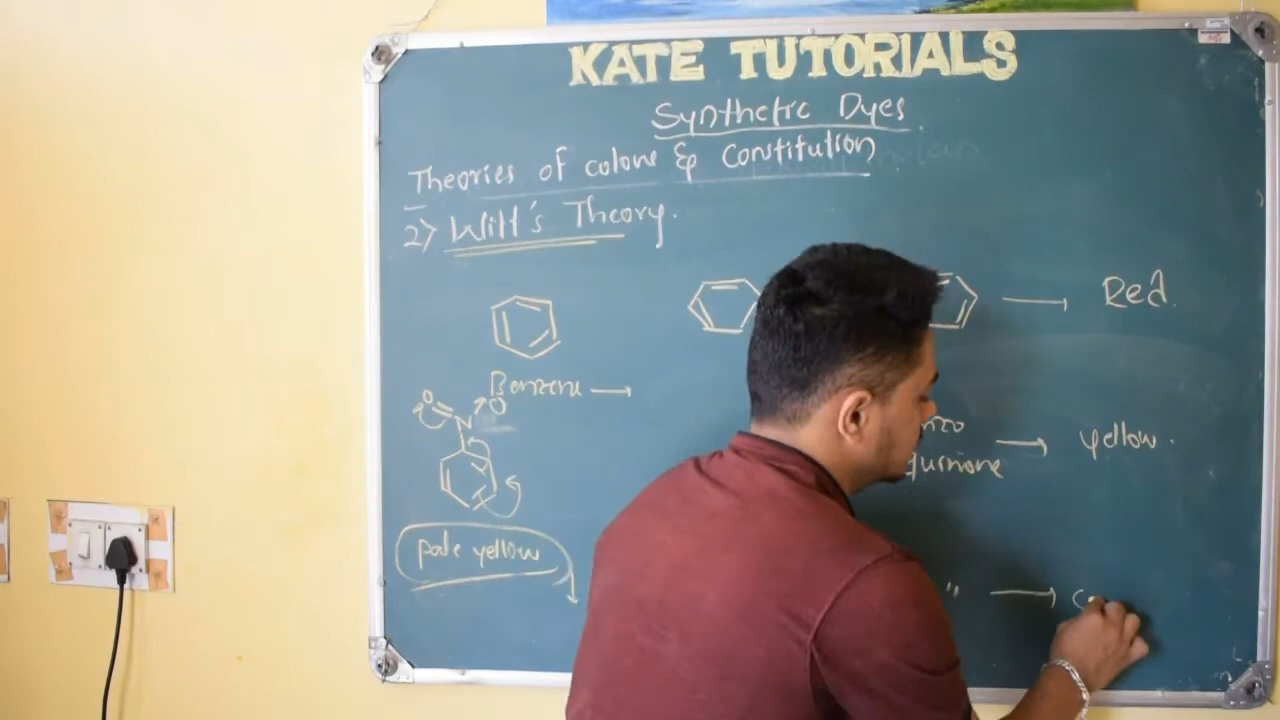 KATE TUTORIALS
Synthetic Dyes
Theories of colour & Constitution
2) Witt's Theory.
Red.
Benzene
O
N
O
yellow.
pale yellow
"